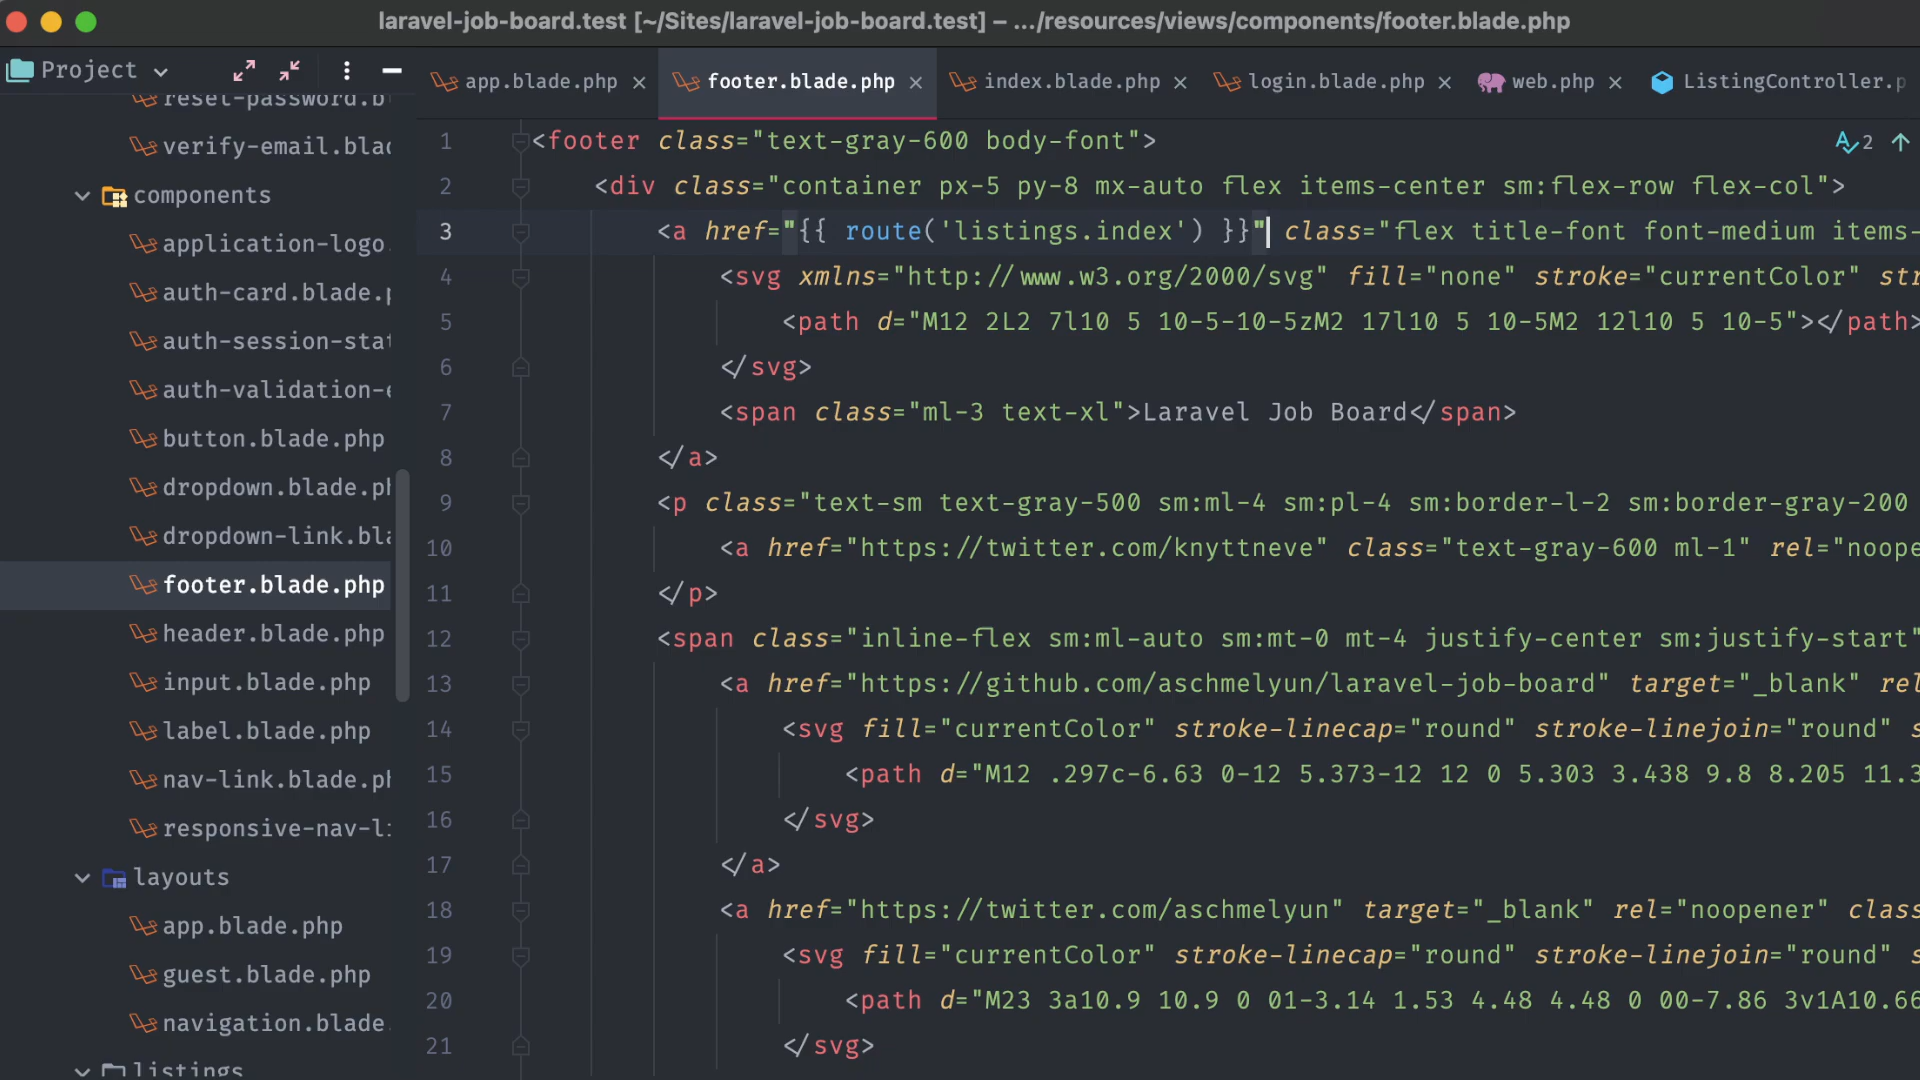 laravel-job-board.test [~/Sites/laravel-job-board.test] – .../resources/views/components/footer.blade.php
Project
app.blade.php
footer.blade.php
index.blade.php
login.blade.php
web.php
ListingController.p
reset-password.b
verify-email.blad
components
application-logo.
auth-card.blade.p
auth-session-stat
auth-validation-e
button.blade.php
dropdown.blade.ph
dropdown-link.bla
footer.blade.php
header.blade.php
input.blade.php
label.blade.php
nav-link.blade.ph
responsive-nav-li
layouts
app.blade.php
guest.blade.php
navigation.blade.
listings
2
1 <footer class="text-gray-600 body-font">
2 <div class="container px-5 py-8 mx-auto flex items-center sm:flex-row flex-col">
3 <a href="{{ route('listings.index') }}" class="flex title-font font-medium items-
4 <svg xmlns="http://www.w3.org/2000/svg" fill="none" stroke="currentColor" str
5 <path d="M12 2L2 7l10 5 10-5-10-5zM2 17l10 5 10-5M2 12l10 5 10-5"></path>
6 </svg>
7 <span class="ml-3 text-xl">Laravel Job Board</span>
8 </a>
9 <p class="text-sm text-gray-500 sm:ml-4 sm:pl-4 sm:border-l-2 sm:border-gray-200
10 <a href="https://twitter.com/knyttneve" class="text-gray-600 ml-1" rel="noope
11 </p>
12 <span class="inline-flex sm:ml-auto sm:mt-0 mt-4 justify-center sm:justify-start"
13 <a href="https://github.com/aschmelyun/laravel-job-board" target="_blank" rel
14 <svg fill="currentColor" stroke-linecap="round" stroke-linejoin="round" s
15 <path d="M12 .297c-6.63 0-12 5.373-12 12 0 5.303 3.438 9.8 8.205 11.3
16 </svg>
17 </a>
18 <a href="https://twitter.com/aschmelyun" target="_blank" rel="noopener" class
19 <svg fill="currentColor" stroke-linecap="round" stroke-linejoin="round" s
20 <path d="M23 3a10.9 10.9 0 01-3.14 1.53 4.48 4.48 0 00-7.86 3v1A10.66
21 </svg>